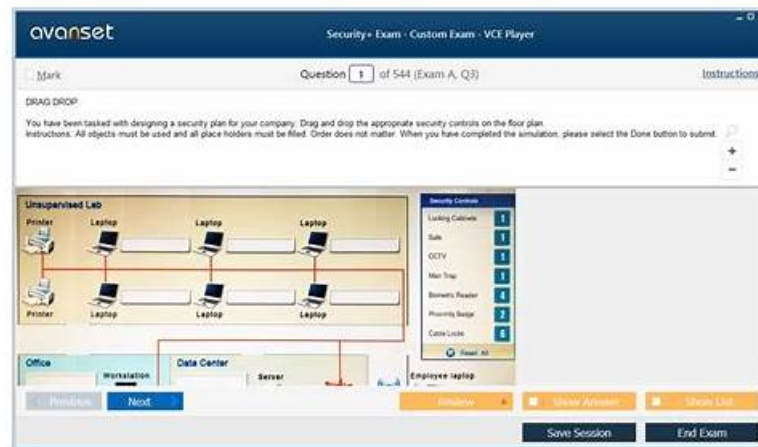 avanset
Security+ Exam - Custom Exam - VCE Player
Mark
Question 1 of 544 (Exam A, Q3)
Instructions
DRAG DROP
You have been tasked with designing a security plan for your company. Drag and drop the appropriate security controls on the floor plan.
Instructions: All objects must be used and all place holders must be filled. Order does not matter. When you have completed the simulation, please select the Done button to submit.
Unsupervised Lab
Printer Laptop Laptop Laptop
Printer Laptop Laptop Laptop
Security Controls
Locking Cabinets 1
Safe 1
CCTV 1
Man Trap 1
Biometric Reader 4
Proximity Badge 2
Cable Locks 6
Reset All
Office
Workstation
Data Center
Server
Employee laptop
Previous
Next
Review
Show Answer
Show List
Save Session
End Exam